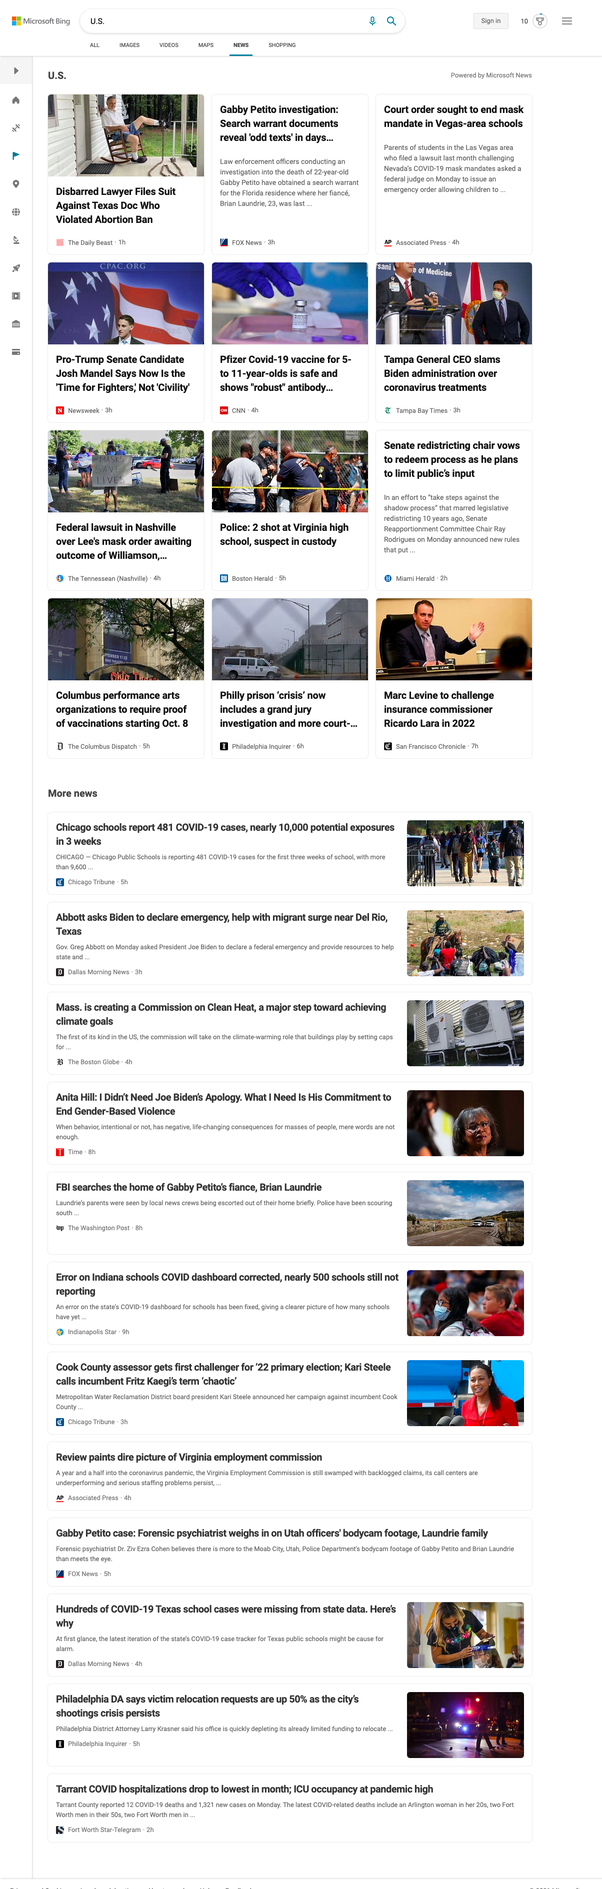 Microsoft Bing
U.S.
Sign in
10
ALL
IMAGES
VIDEOS
MAPS
NEWS
SHOPPING
U.S.
Powered by Microsoft News
Disbarred Lawyer Files Suit
Against Texas Doc Who
Violated Abortion Ban
The Daily Beast · 1h
Gabby Petito investigation:
Search warrant documents
reveal 'odd texts' in days...
Law enforcement officers conducting an
investigation into the death of 22-year-old
Gabby Petito have obtained a search warrant
for the Florida residence where her fiancé,
Brian Laundrie, 23, was last ...
FOX News · 3h
Court order sought to end mask
mandate in Vegas-area schools
Parents of students in the Las Vegas area
who filed a lawsuit last month challenging
Nevada's COVID-19 mask mandates asked a
federal judge on Monday to issue an
emergency order allowing children to ...
AP Associated Press · 4h
CPAC.ORG
Pro-Trump Senate Candidate
Josh Mandel Says Now Is the
'Time for Fighters,' Not 'Civility'
Newsweek · 3h
Pfizer Covid-19 vaccine for 5-
to 11-year-olds is safe and
shows "robust" antibody...
CNN · 4h
of Medicine
Tampa General CEO slams
Biden administration over
coronavirus treatments
Tampa Bay Times · 3h
Federal lawsuit in Nashville
over Lee's mask order awaiting
outcome of Williamson,...
The Tennessean (Nashville) · 4h
Police: 2 shot at Virginia high
school, suspect in custody
Boston Herald · 5h
Senate redistricting chair vows
to redeem process as he plans
to limit public's input
In an effort to "take steps against the
shadow process" that marred legislative
redistricting 10 years ago, Senate
Reapportionment Committee Chair Ray
Rodrigues on Monday announced new rules
that put ...
Miami Herald · 2h
Columbus performance arts
organizations to require proof
of vaccinations starting Oct. 8
The Columbus Dispatch · 5h
Philly prison 'crisis' now
includes a grand jury
investigation and more court-...
Philadelphia Inquirer · 6h
MARC LEVINE
Marc Levine to challenge
insurance commissioner
Ricardo Lara in 2022
San Francisco Chronicle · 7h
More news
Chicago schools report 481 COVID-19 cases, nearly 10,000 potential exposures
in 3 weeks
CHICAGO — Chicago Public Schools is reporting 481 COVID-19 cases for the first three weeks of school, with more
than 9,600 ...
Chicago Tribune · 5h
Abbott asks Biden to declare emergency, help with migrant surge near Del Rio,
Texas
Gov. Greg Abbott on Monday asked President Joe Biden to declare a federal emergency and provide resources to help
state and ...
Dallas Morning News · 3h
Mass. is creating a Commission on Clean Heat, a major step toward achieving
climate goals
The first of its kind in the US, the commission will take on the climate-warming role that buildings play by setting caps
for ...
The Boston Globe · 4h
Anita Hill: I Didn't Need Joe Biden's Apology. What I Need Is His Commitment to
End Gender-Based Violence
When behavior, intentional or not, has negative, life-changing consequences for masses of people, mere words are not
enough.
Time · 8h
FBI searches the home of Gabby Petito's fiance, Brian Laundrie
Laundrie's parents were seen by local news crews being escorted out of their home briefly. Police have been scouring
south ...
The Washington Post · 8h
Error on Indiana schools COVID dashboard corrected, nearly 500 schools still not
reporting
An error on the state's COVID-19 dashboard for schools has been fixed, giving a clearer picture of how many schools
have yet ...
Indianapolis Star · 9h
Cook County assessor gets first challenger for '22 primary election; Kari Steele
calls incumbent Fritz Kaegi's term 'chaotic'
Metropolitan Water Reclamation District board president Kari Steele announced her campaign against incumbent Cook
County ...
Chicago Tribune · 3h
Review paints dire picture of Virginia employment commission
A year and a half into the coronavirus pandemic, the Virginia Employment Commission is still swamped with backlogged claims, its call centers are
underperforming and serious staffing problems persist, ...
AP Associated Press · 4h
Gabby Petito case: Forensic psychiatrist weighs in on Utah officers' bodycam footage, Laundrie family
Forensic psychiatrist Dr. Ziv Ezra Cohen believes there is more to the Moab City, Utah, Police Department's bodycam footage of Gabby Petito and Brian Laundrie
than meets the eye.
FOX News · 5h
Hundreds of COVID-19 Texas school cases were missing from state data. Here's
why
At first glance, the latest iteration of the state's COVID-19 case tracker for Texas public schools might be cause for
alarm.
Dallas Morning News · 4h
Philadelphia DA says victim relocation requests are up 50% as the city's
shootings crisis persists
Philadelphia District Attorney Larry Krasner said his office is quickly depleting its already limited funding to relocate ...
Philadelphia Inquirer · 5h
Tarrant COVID hospitalizations drop to lowest in month; ICU occupancy at pandemic high
Tarrant County reported 12 COVID-19 deaths and 1,321 new cases on Monday. The latest COVID-related deaths include an Arlington woman in her 20s, two Fort
Worth men in their 50s, two Fort Worth men in ...
Fort Worth Star-Telegram · 2h